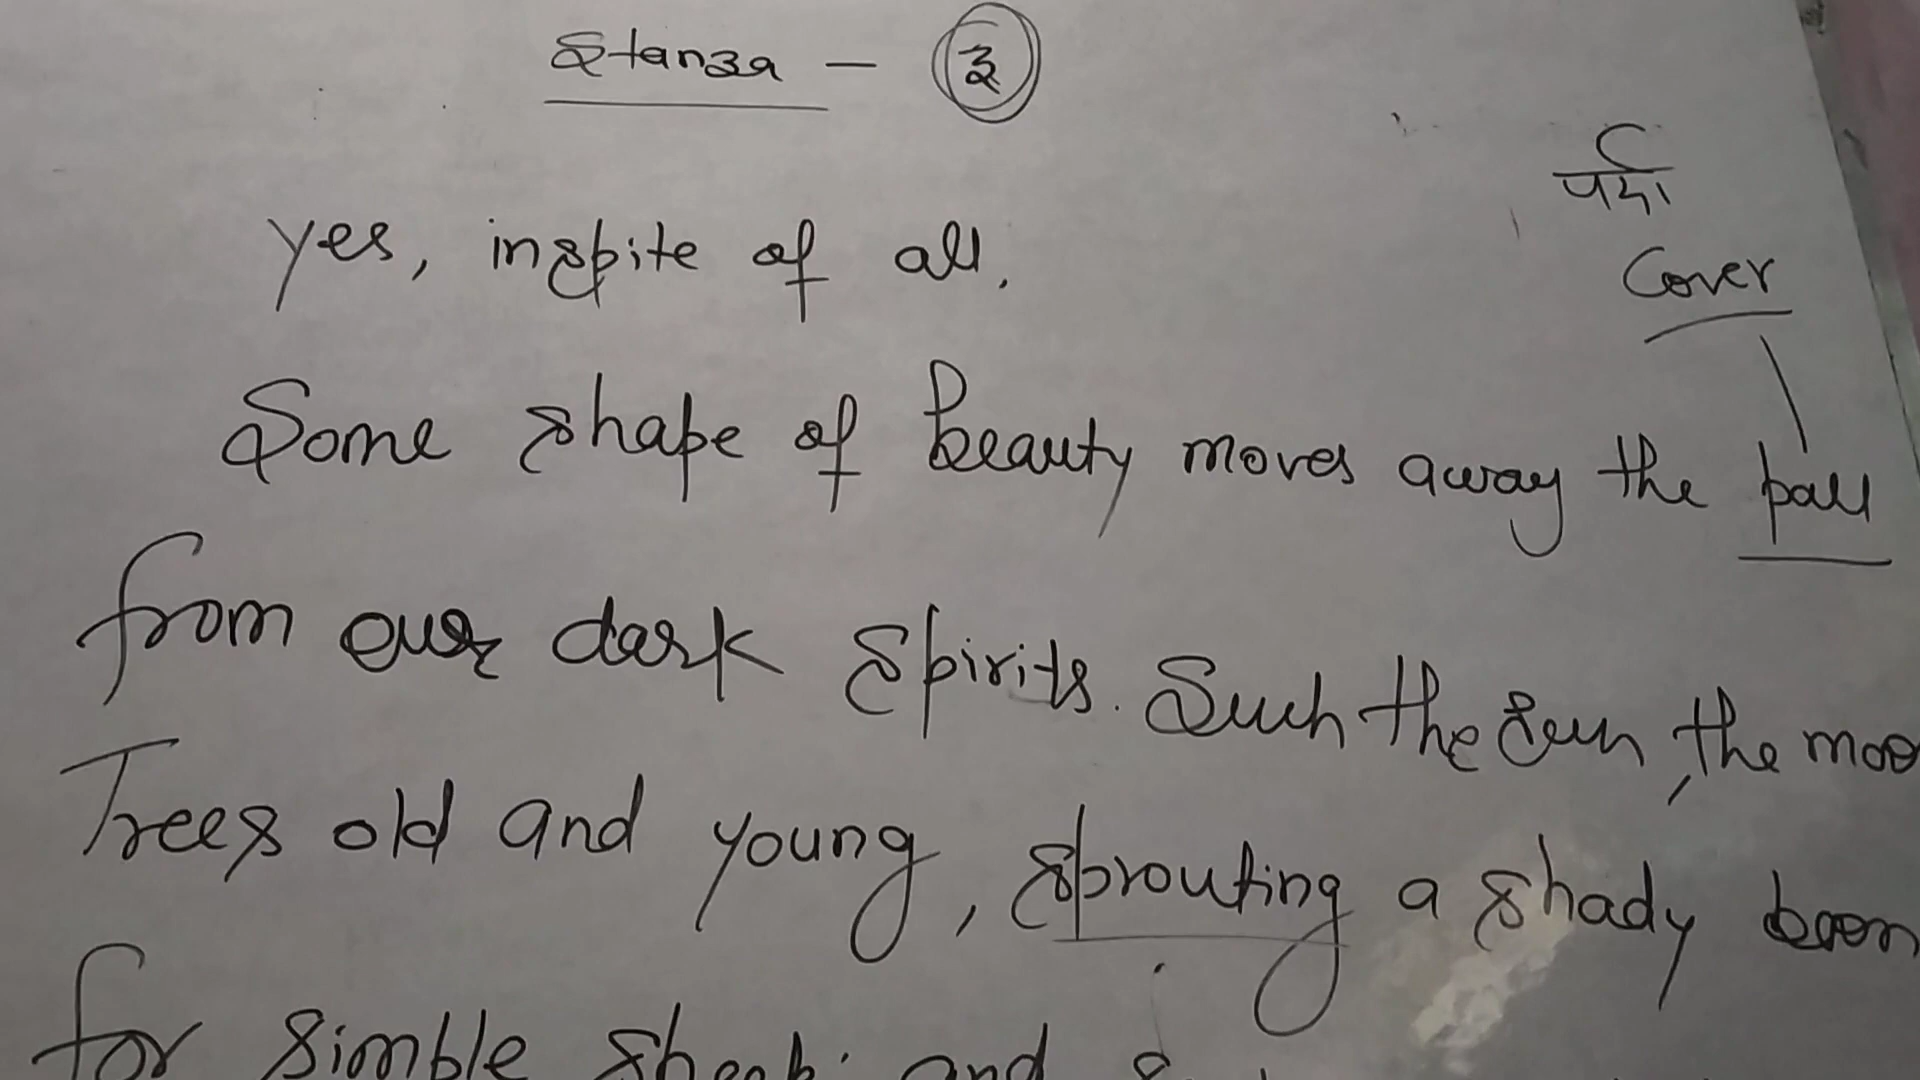 Stanza - 3
पर्दा
Cover
yes, inspite of all,
Some shape of Beauty moves away the pall
from our dark Spirits. Such the Sun, the moo
Trees old and young, Sprouting a shady boon
for simple sheep; and